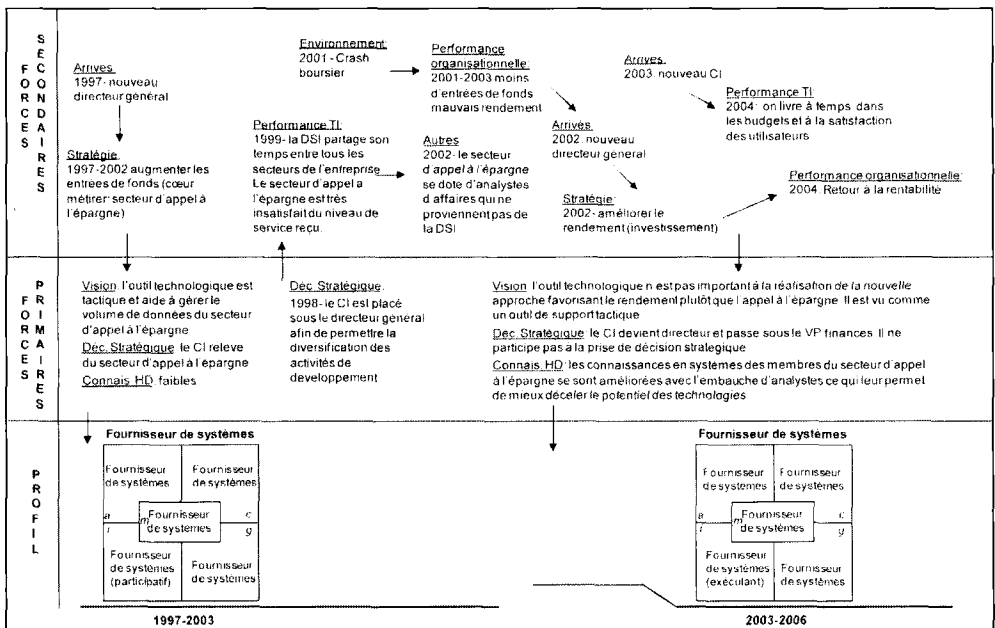 FORCES
SECONDAIRES
Arrivés
1997- nouveau
directeur général
Stratégie
1997-2002 augmenter les
entrées de fonds (cœur
métirer: secteur d'appel à
l'épargne)
Environnement:
2001 - Crash
boursier
Performance TI:
1999- la DSI partage son
temps entre tous les
secteurs de l'entreprise
Le secteur d'appel a
l'épargne est très
insatisfait du niveau de
service reçu.
Performance
organisationnelle:
2001-2003 moins
d'entrées de fonds
mauvais rendement
Autres
2002- le secteur
d'appel à l'épargne
se dote d'analystes
d'affaires qui ne
proviennent pas de
la DSI
Arrivés
2002. nouveau
directeur général
Stratégie:
2002- améliorer le
rendement (investissement)
Arrivés
2003. nouveau CI
Performance TI:
2004: on livre à temps dans
les budgets et à la satisfaction
des utilisateurs
Performance organisationnelle:
2004. Retour à la rentabilité
FORCES
PRIMAIRES
Vision: l'outil technologique est
tactique et aide à gérer le
volume de données du secteur
d'appel à l'épargne
Déc. Stratégique: le CI relève
du secteur d'appel à l'épargne
Connais. HD: faibles
Déc. Stratégique.
1998- le CI est placé
sous le directeur général
afin de permettre la
diversification des
activités de
developpement
Vision: l'outil technologique n est pas important à la réalisation de la nouvelle
approche favorisant le rendement plutôt que l'appel à l'épargne. Il est vu comme
un outil de support tactique
Déc. Stratégique: le CI devient directeur et passe sous le VP finances. Il ne
participe pas à la prise de décision strategique
Connais. HD: les connaissances en systèmes des membres du secteur d'appel
à l'épargne se sont améliorées avec l'embauche d'analystes ce qui leur permet
de mieux déceler le potentiel des technologies
PROFIL
Fournisseur de systèmes
Fournisseur
de systèmes
Fournisseur
de systèmes
a
i
m
Fournisseur
de systèmes
c
g
Fournisseur
de systèmes
(participatif)
Fournisseur
de systèmes
1997-2003
Fournisseur de systèmes
Fournisseur
de systèmes
Fournisseur
de systèmes
a
i
m
Fournisseur
de systèmes
c
g
Fournisseur
de systèmes
(exécutant)
Fournisseur
de systèmes
2003-2006